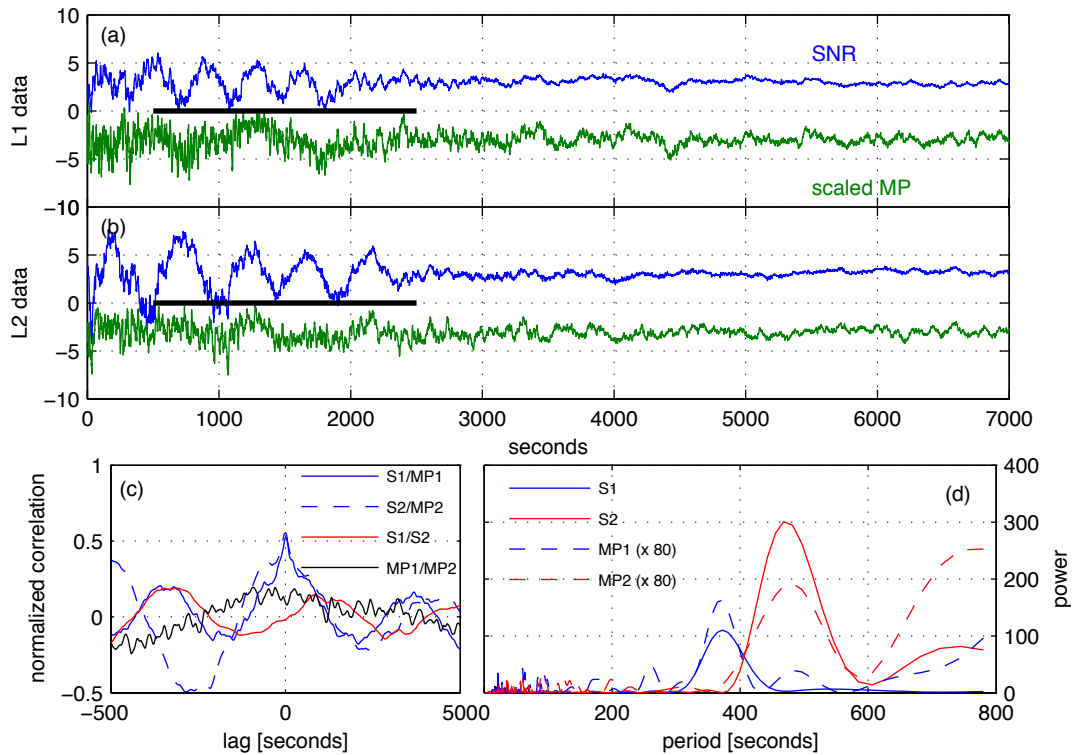 10
(a)
SNR
5
L1 data
0
−5
scaled MP
−10
10
(b)
5
L2 data
0
−5
−10
0 1000 2000 3000 4000 5000 6000 7000
seconds
1
(c)
S1/MP1
S2/MP2
S1/S2
MP1/MP2
normalized correlation
0.5
0
−0.5
−500 0 500
lag [seconds]
(d)
S1
S2
MP1 (x 80)
MP2 (x 80)
400
300
200
100
0
power
0 200 400 600 800
period [seconds]